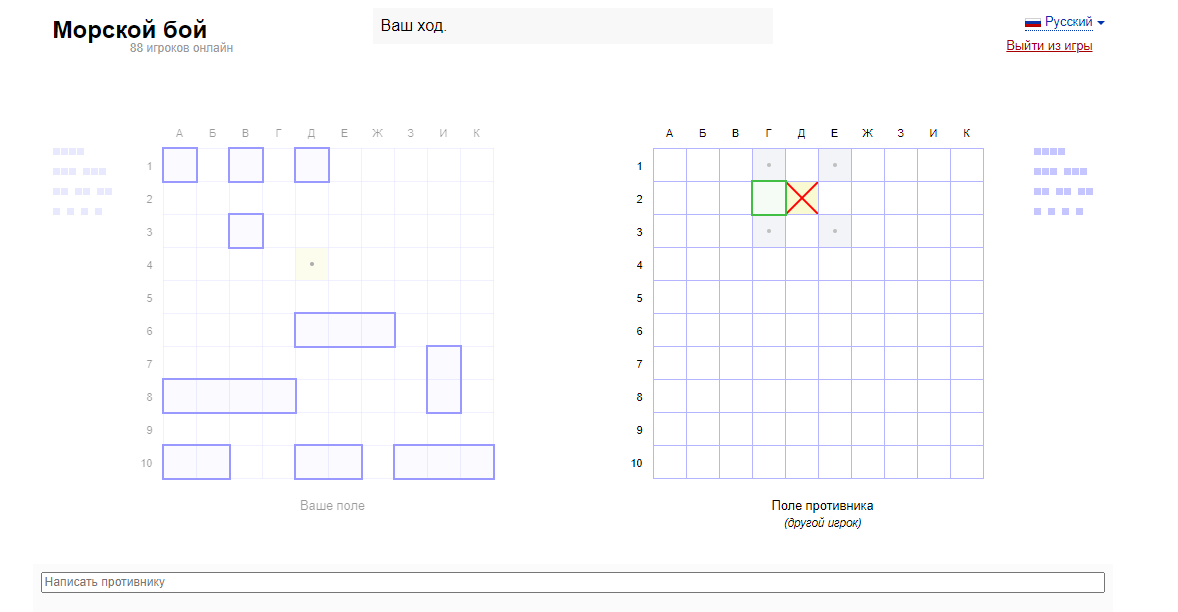 Морской бой
88 игроков онлайн
Ваш ход.
Русский
Выйти из игры
А Б В Г Д Е Ж З И К
1
2
3
4
5
6
7
8
9
10
Ваше поле
А Б В Г Д Е Ж З И К
1
2
3
4
5
6
7
8
9
10
Поле противника
(другой игрок)
Написать противнику